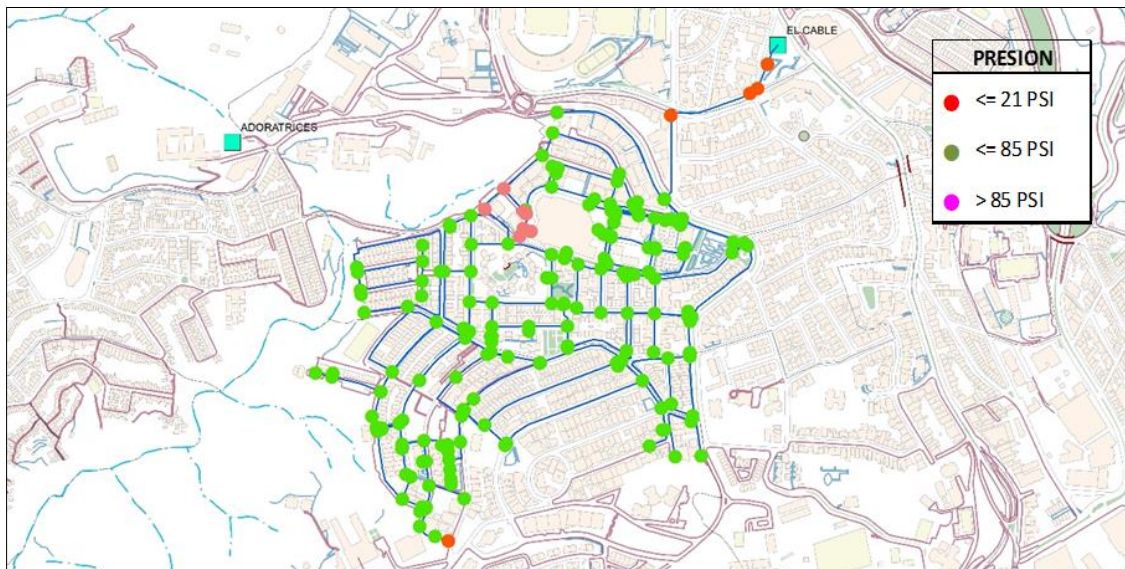 EL CABLE
PRESION
<= 21 PSI
ADORATRICES
<= 85 PSI
> 85 PSI